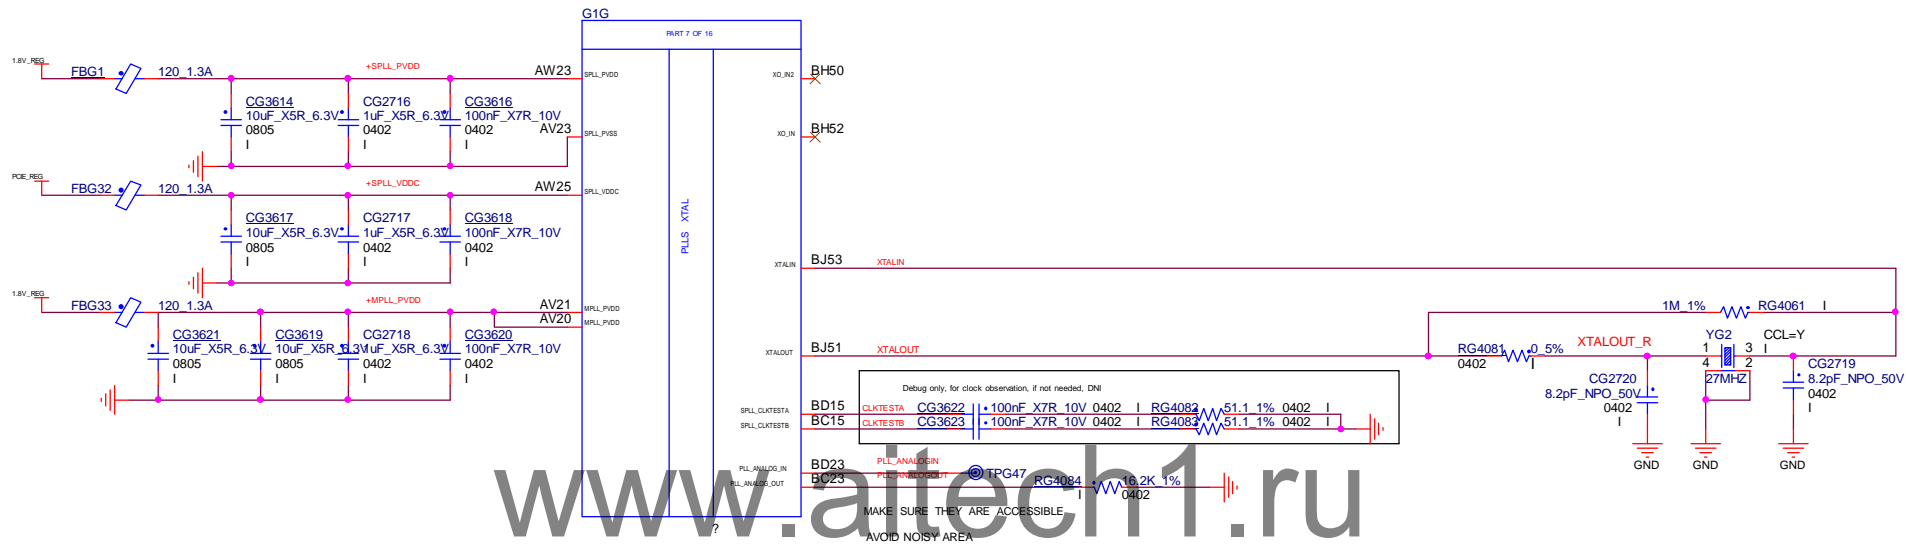 G1G
PART 7 OF 16
1.8V_REG
FBG1
120_1.3A
+SPLL_PVDD
AW23
SPLL_PVDD
XO_IN2
BH50
CG3614
10uF_X5R_6.3V
0805
I
CG2716
1uF_X5R_6.3V
0402
I
CG3616
100nF_X7R_10V
0402
I
AV23
SPLL_PVSS
XO_IN
BH52
PCIE_REG
FBG32
120_1.3A
+SPLL_VDDC
AW25
SPLL_VDDC
CG3617
10uF_X5R_6.3V
0805
I
CG2717
1uF_X5R_6.3V
0402
I
CG3618
100nF_X7R_10V
0402
I
PLLS XTAL
XTALIN
BJ53
XTALIN
1.8V_REG
FBG33
120_1.3A
+MPLL_PVDD
AV21
AV20
MPLL_PVDD
MPLL_PVDD
CG3621
10uF_X5R_6.3V
0805
I
CG3619
10uF_X5R_6.3V
0805
I
CG2718
1uF_X5R_6.3V
0402
I
CG3620
100nF_X7R_10V
0402
I
1M_1%
RG4061
I
XTALOUT
BJ51
XTALOUT
RG4081
0402
0_5%
I
XTALOUT_R
YG2
1
4
3
2
27MHZ
CCL=Y
I
CG2720
8.2pF_NPO_50V
0402
I
CG2719
8.2pF_NPO_50V
0402
I
GND
GND
GND
Debug only, for clock obsenation, if not needed, DNI
SPLL_CLKTESTA
BD15
CLKTESTA
CG3622
100nF_X7R_10V 0402 I
RG4082
51.1_1% 0402 I
SPLL_CLKTESTB
BC15
CLKTESTB
CG3623
100nF_X7R_10V 0402 I
RG4083
51.1_1% 0402 I
PLL_ANALOG_IN
BD23
PLL_ANALOGIN
TPG47
PLL_ANALOG_OUT
BC23
PLL_ANALOGOUT
RG4084
I
16.2K_1%
0402
MAKE SURE THEY ARE ACCESSIBLE
AVOID NOISY AREA
?
www.aitech1.ru